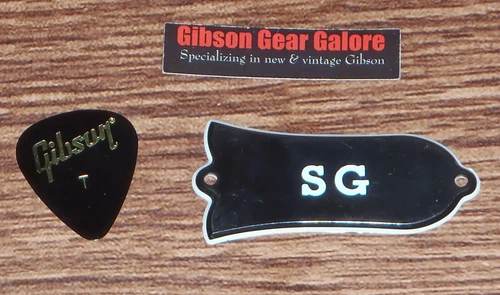 Gibson Gear Galore
Specializing in new & vintage Gibson
Gibson
T
SG